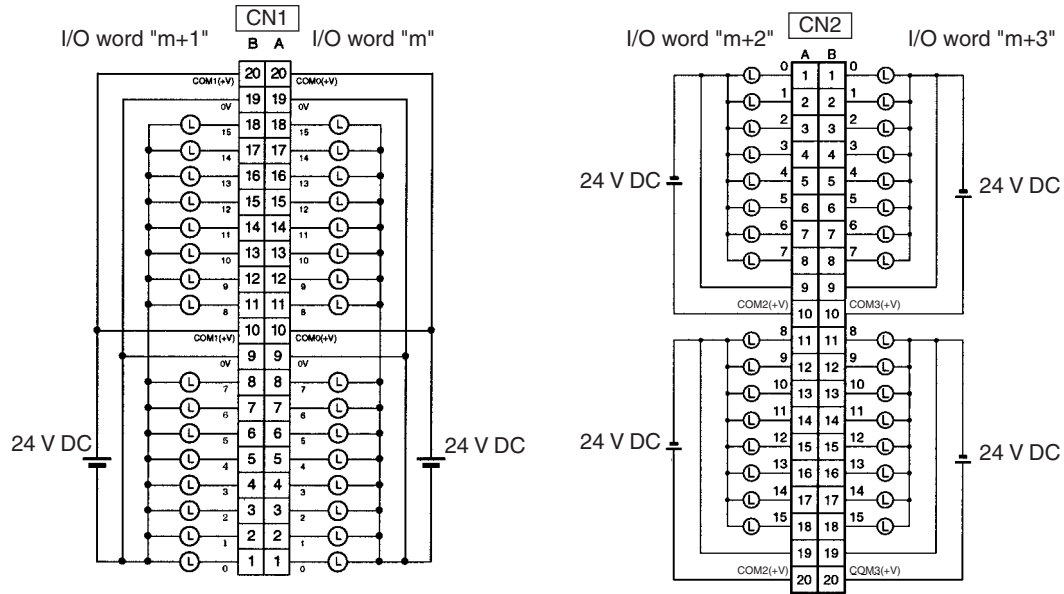 CN1
I/O word "m+1" B A I/O word "m"
COM1(+V) 20 20 COM0(+V)
0V 19 19 0V
L 15 18 18 15 L
L 14 17 17 14 L
L 13 16 16 13 L
L 12 15 15 12 L
L 11 14 14 11 L
L 10 13 13 10 L
L 9 12 12 9 L
L 8 11 11 8 L
COM1(+V) 10 10 COM0(+V)
0V 9 9 0V
L 7 8 8 7 L
L 6 7 7 6 L
L 5 6 6 5 L
24 V DC 24 V DC
L 4 5 5 4 L
L 3 4 4 3 L
L 2 3 3 2 L
L 1 2 2 1 L
L 0 1 1 0 L
CN2
I/O word "m+2" A B I/O word "m+3"
L 0 1 1 0 L
L 1 2 2 1 L
L 2 3 3 2 L
L 3 4 4 3 L
24 V DC L 4 5 5 4 L 24 V DC
L 5 6 6 5 L
L 6 7 7 6 L
L 7 8 8 7 L
9 9
COM2(+V) 10 10 COM3(+V)
L 8 11 11 8 L
L 9 12 12 9 L
L 10 13 13 10 L
L 11 14 14 11 L
24 V DC L 12 15 15 12 L 24 V DC
L 13 16 16 13 L
L 14 17 17 14 L
L 15 18 18 15 L
19 19
COM2(+V) 20 20 COM3(+V)